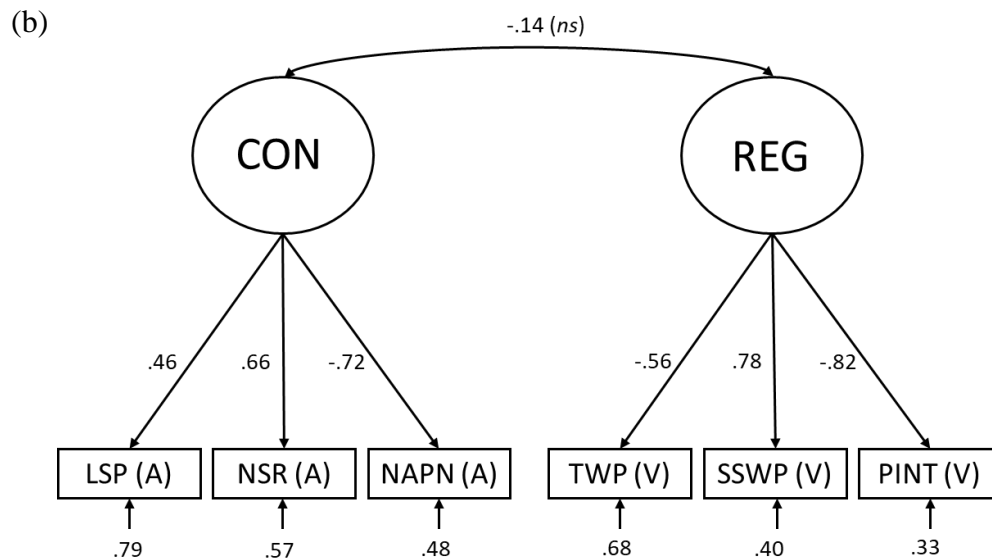 (b)
-.14 (ns)
CON REG
.46 .66 -.72 -.56 .78 -.82
LSP (A) NSR (A) NAPN (A) TWP (V) SSWP (V) PINT (V)
.79 .57 .48 .68 .40 .33